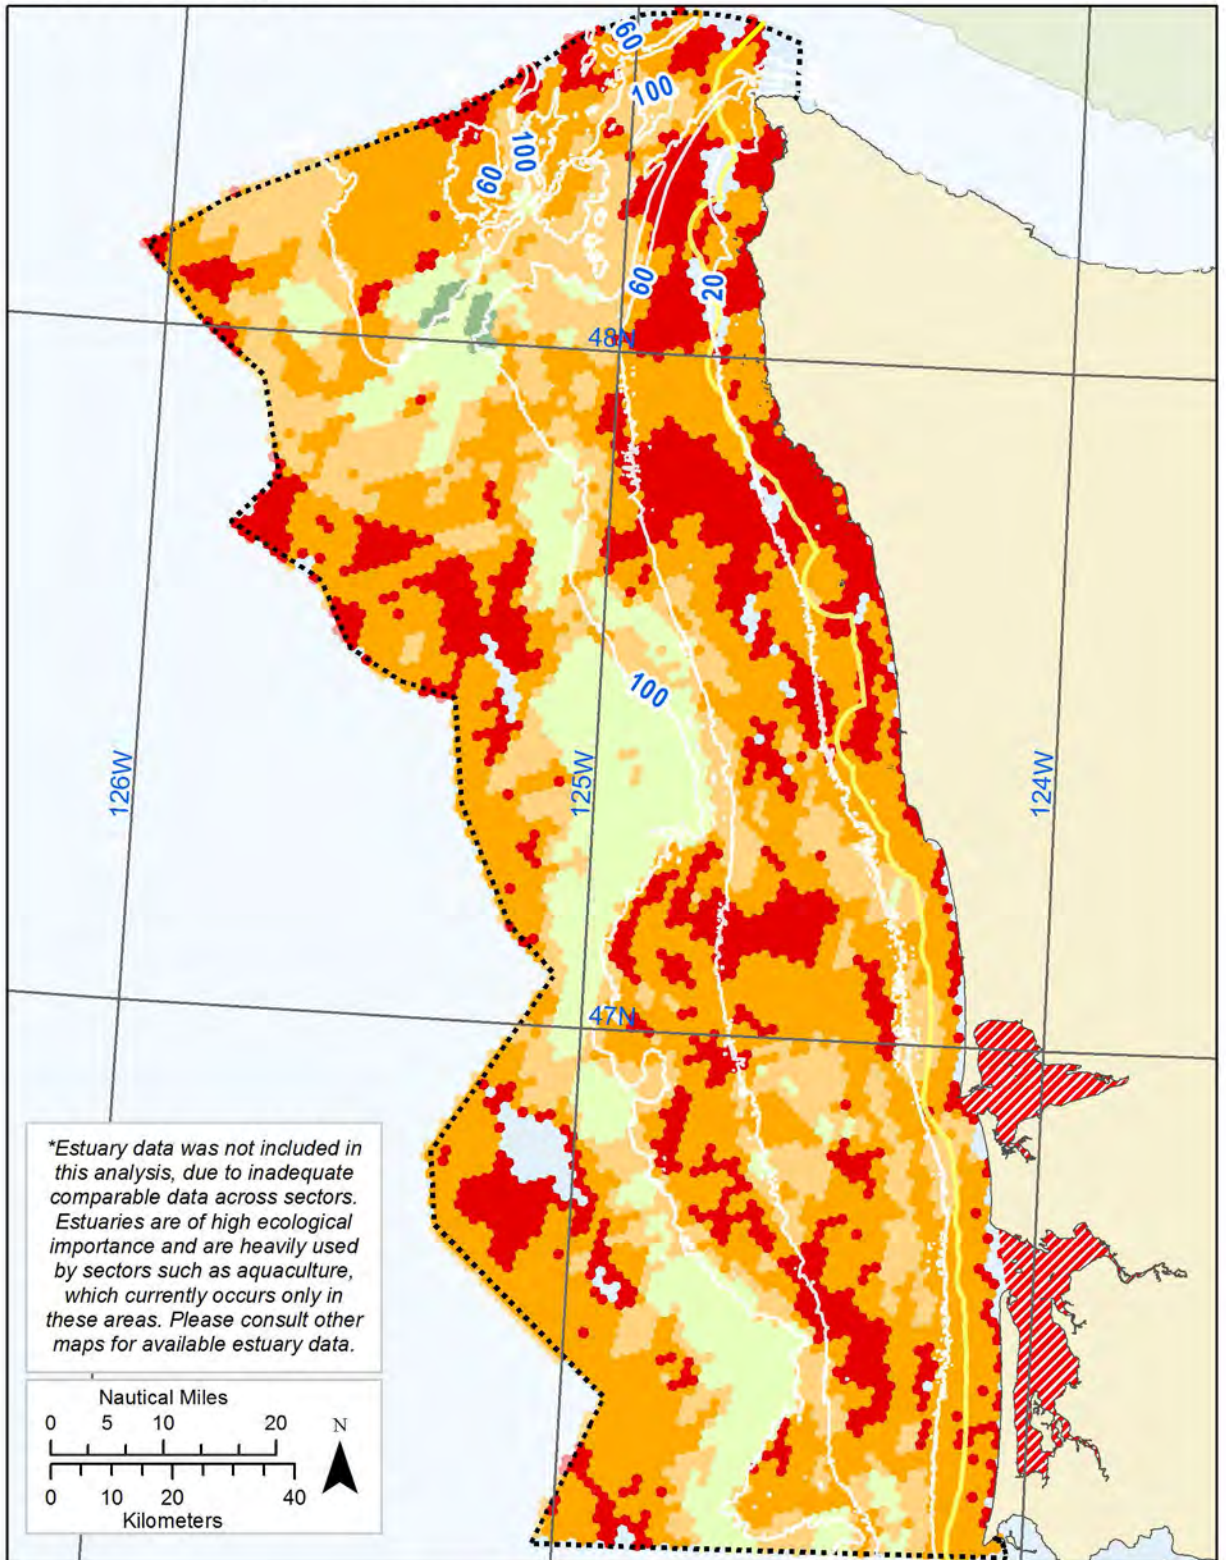 60
100
100
60
60
20
48N
100
126W
125W
124W
47N
*Estuary data was not included in
this analysis, due to inadequate
comparable data across sectors.
Estuaries are of high ecological
importance and are heavily used
by sectors such as aquaculture,
which currently occurs only in
these areas. Please consult other
maps for available estuary data.
Nautical Miles
0 5 10 20
N
0 10 20 40
Kilometers